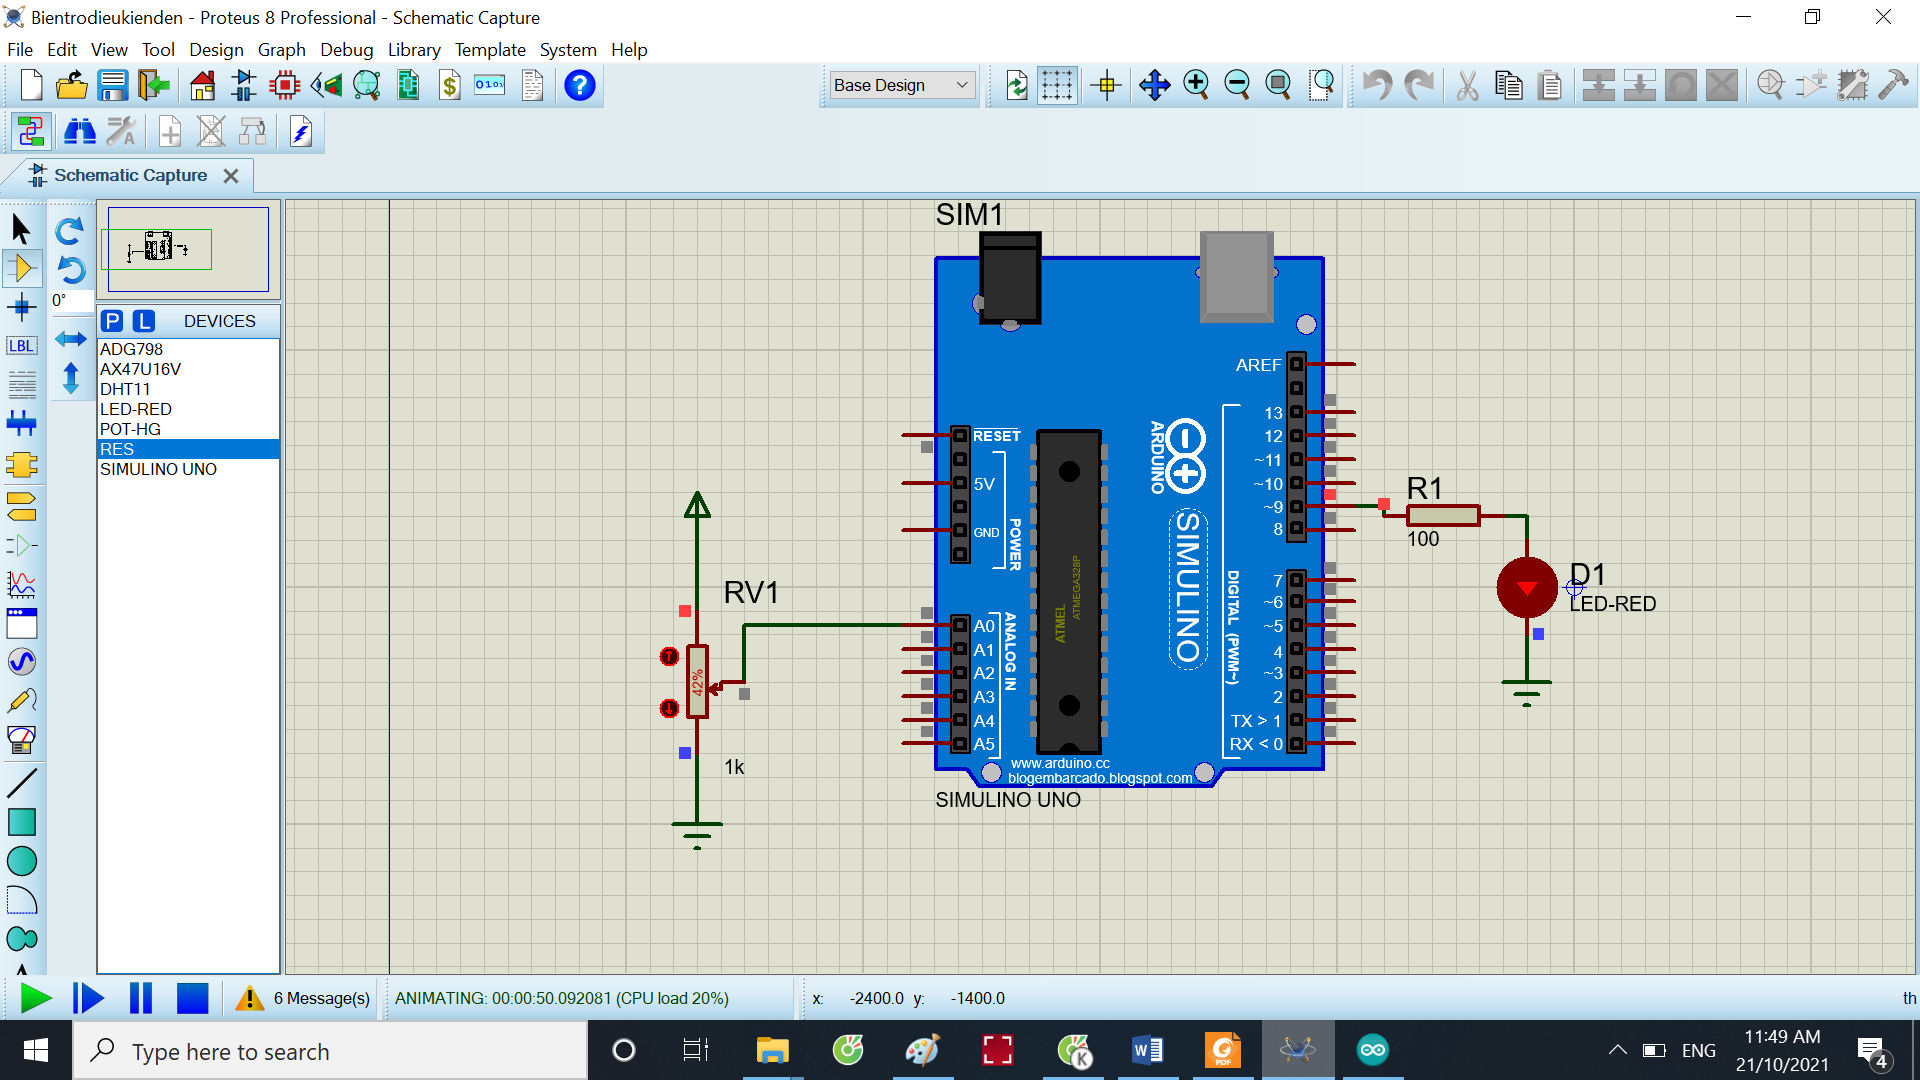 Bientrodieukienden - Proteus 8 Professional - Schematic Capture
File Edit View Tool Design Graph Debug Library Template System Help
Base Design
Schematic Capture
0°
LBL
P L DEVICES
ADG798
AX47U16V
DHT11
LED-RED
POT-HG
RES
SIMULINO UNO
SIM1
AREF
13
12
~11
~10
~9
8
RESET
5V
GND
POWER
ARDUINO
SIMULINO
ATMEL
ATMEGA328P
DIGITAL (PWM~)
7
~6
~5
4
~3
2
TX > 1
RX < 0
A0
A1
A2
A3
A4
A5
ANALOG IN
www.arduino.cc
blogembarcado.blogspot.com
SIMULINO UNO
RV1
42%
1k
R1
100
D1
LED-RED
6 Message(s)
ANIMATING: 00:00:50.092081 (CPU load 20%)
x: -2400.0 y: -1400.0
th
Type here to search
ENG
11:49 AM
21/10/2021
4